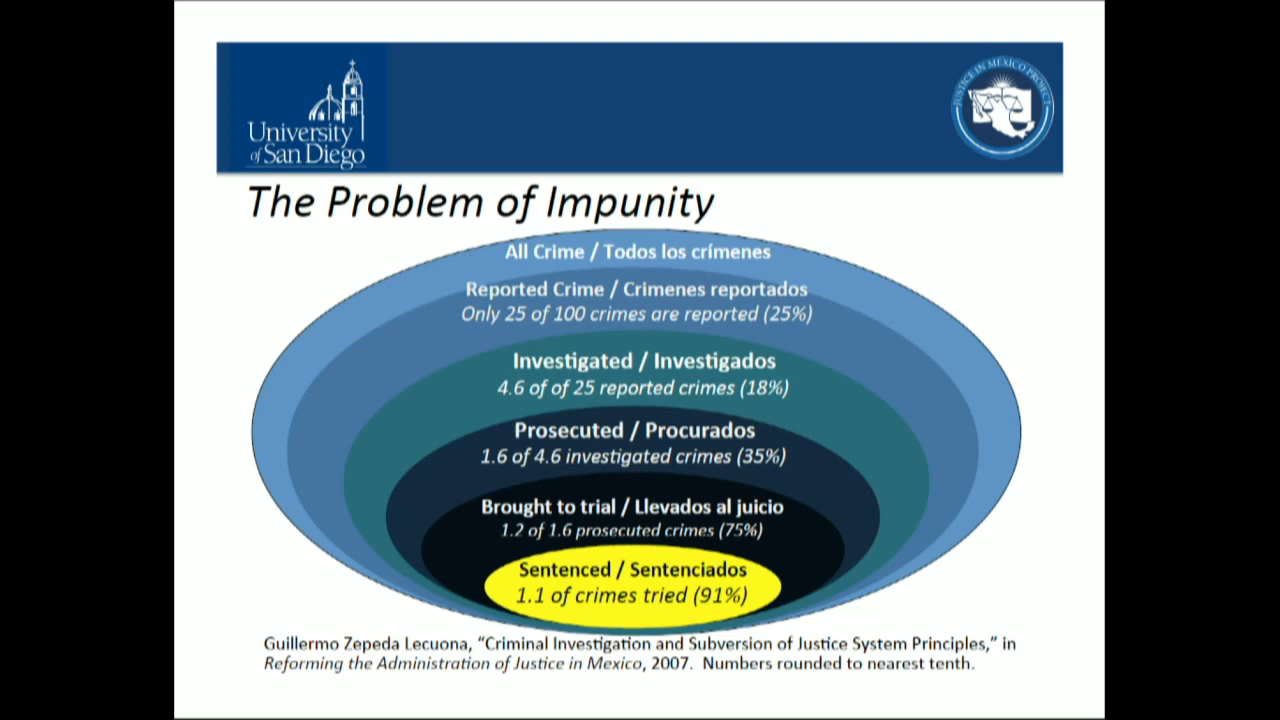 University
of San Diego
JUSTICE IN MEXICO PROJECT
The Problem of Impunity
All Crime / Todos los crímenes
Reported Crime / Crimenes reportados
Only 25 of 100 crimes are reported (25%)
Investigated / Investigados
4.6 of of 25 reported crimes (18%)
Prosecuted / Procurados
1.6 of 4.6 investigated crimes (35%)
Brought to trial / Llevados al juicio
1.2 of 1.6 prosecuted crimes (75%)
Sentenced / Sentenciados
1.1 of crimes tried (91%)
Guillermo Zepeda Lecuona, “Criminal Investigation and Subversion of Justice System Principles,” in
Reforming the Administration of Justice in Mexico, 2007. Numbers rounded to nearest tenth.